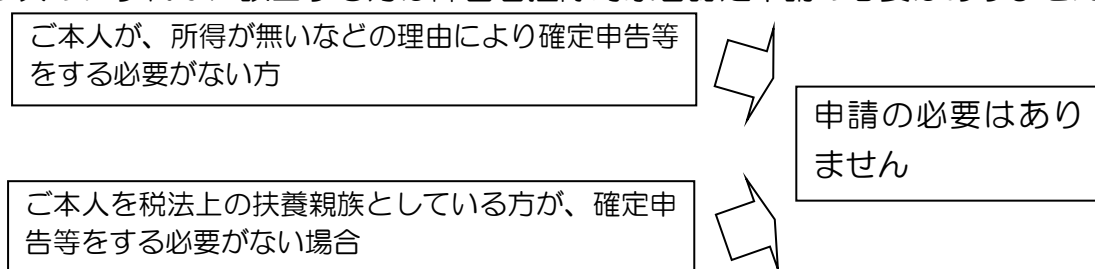 ご本人が、所得が無いなどの理由により確定申告等
をする必要がない方
申請の必要はあり
ません
ご本人を税法上の扶養親族としている方が、確定申
告等をする必要がない場合